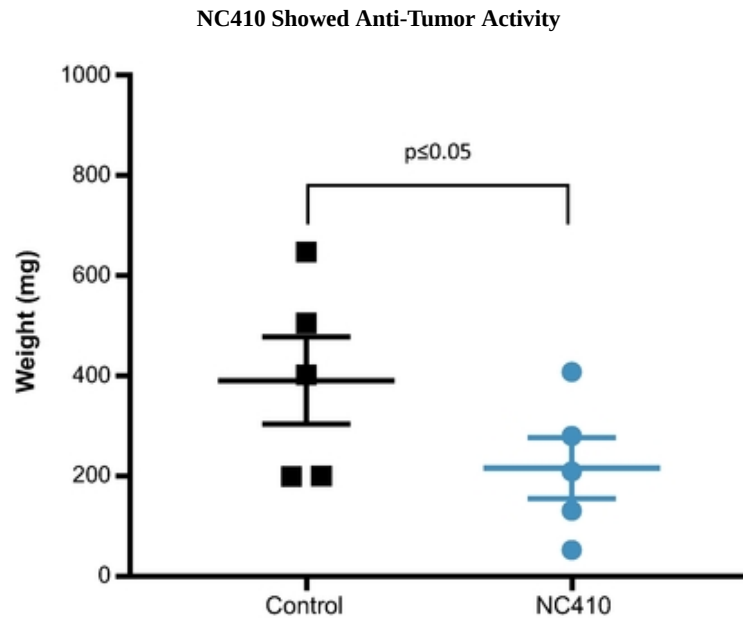 NC410 Showed Anti-Tumor Activity
1000
800
600
400
200
0
Weight (mg)
p≤0.05
Control
NC410